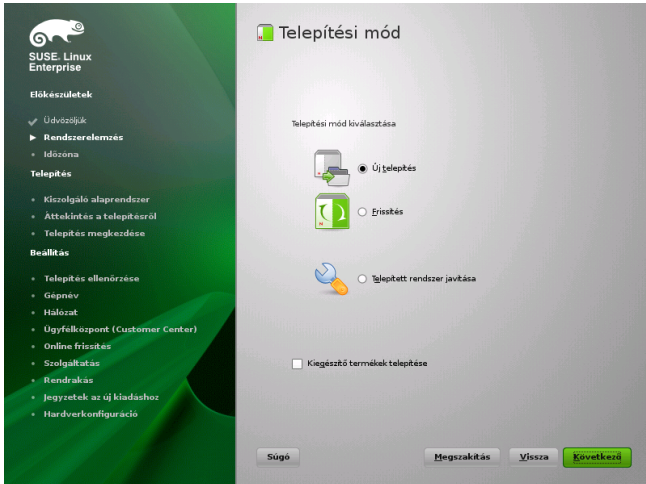 SUSE. Linux
Enterprise
Előkészületek
Üdvözöljük
Rendszerelemzés
Időzóna
Telepítés
Kiszolgáló alaprendszer
Áttekintés a telepítésről
Telepítés megkezdése
Beállítás
Telepítés ellenőrzése
Gépnév
Hálózat
Ügyfélközpont (Customer Center)
Online frissítés
Szolgáltatás
Rendrakás
Jegyzetek az új kiadáshoz
Hardverkonfiguráció
Telepítési mód
Telepítési mód kiválasztása
Új telepítés
Frissítés
Telepített rendszer javítása
Kiegészítő termékek telepítése
Súgó
Megszakítás
Vissza
Következő